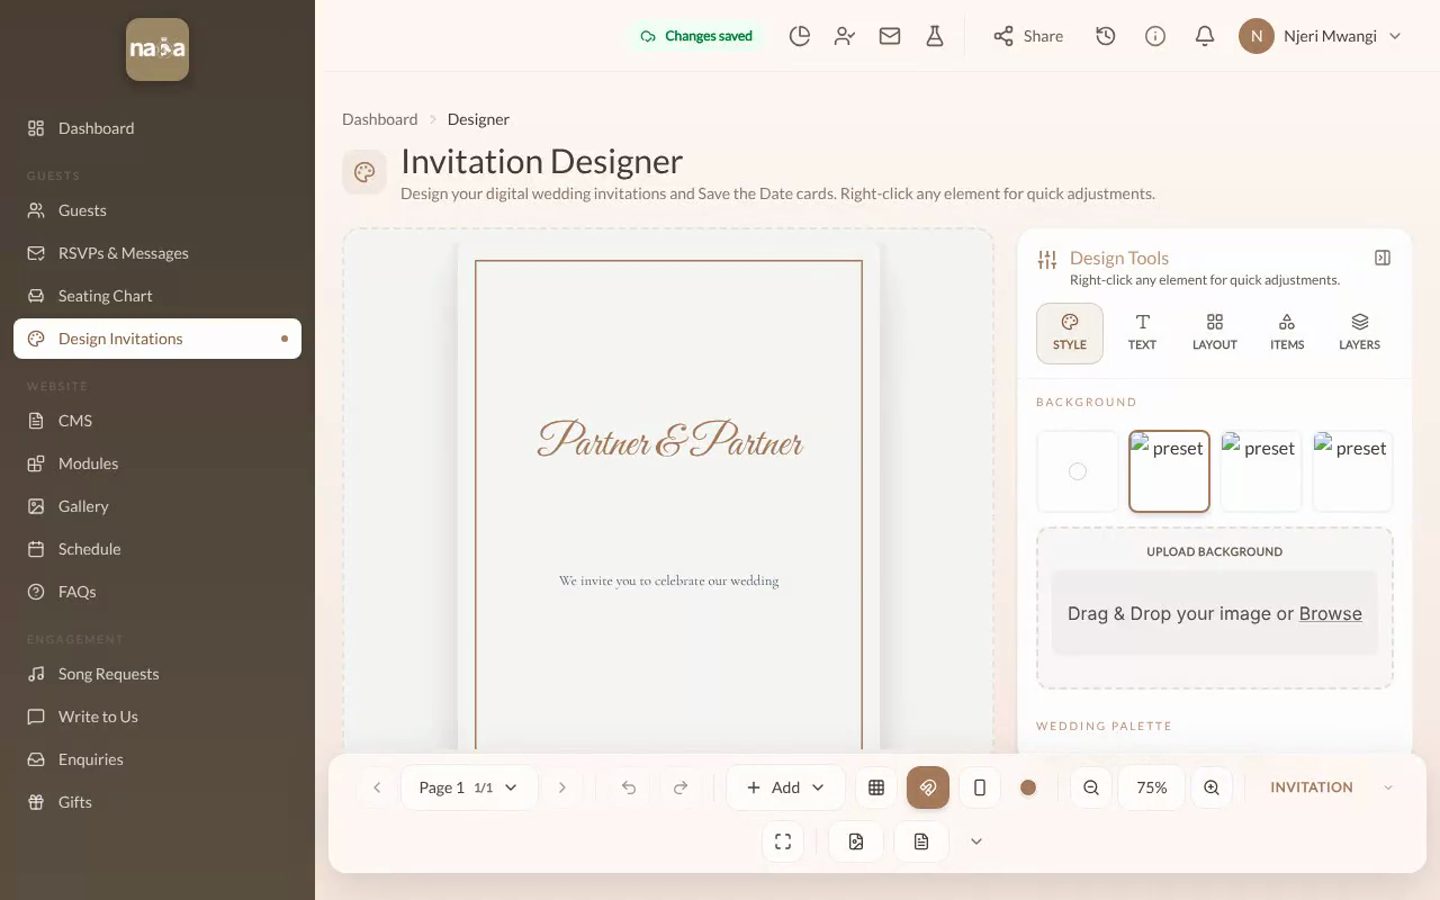 naia
Dashboard
GUESTS
Guests
RSVPs & Messages
Seating Chart
Design Invitations
WEBSITE
CMS
Modules
Gallery
Schedule
FAQs
ENGAGEMENT
Song Requests
Write to Us
Enquiries
Gifts
Changes saved
Share
N
Njeri Mwangi
Dashboard
Designer
Invitation Designer
Design your digital wedding invitations and Save the Date cards. Right-click any element for quick adjustments.
Partner & Partner
We invite you to celebrate our wedding
Design Tools
Right-click any element for quick adjustments.
STYLE
TEXT
LAYOUT
ITEMS
LAYERS
BACKGROUND
preset
preset
preset
UPLOAD BACKGROUND
Drag & Drop your image or Browse
WEDDING PALETTE
Page 1 1/1
Add
75%
INVITATION